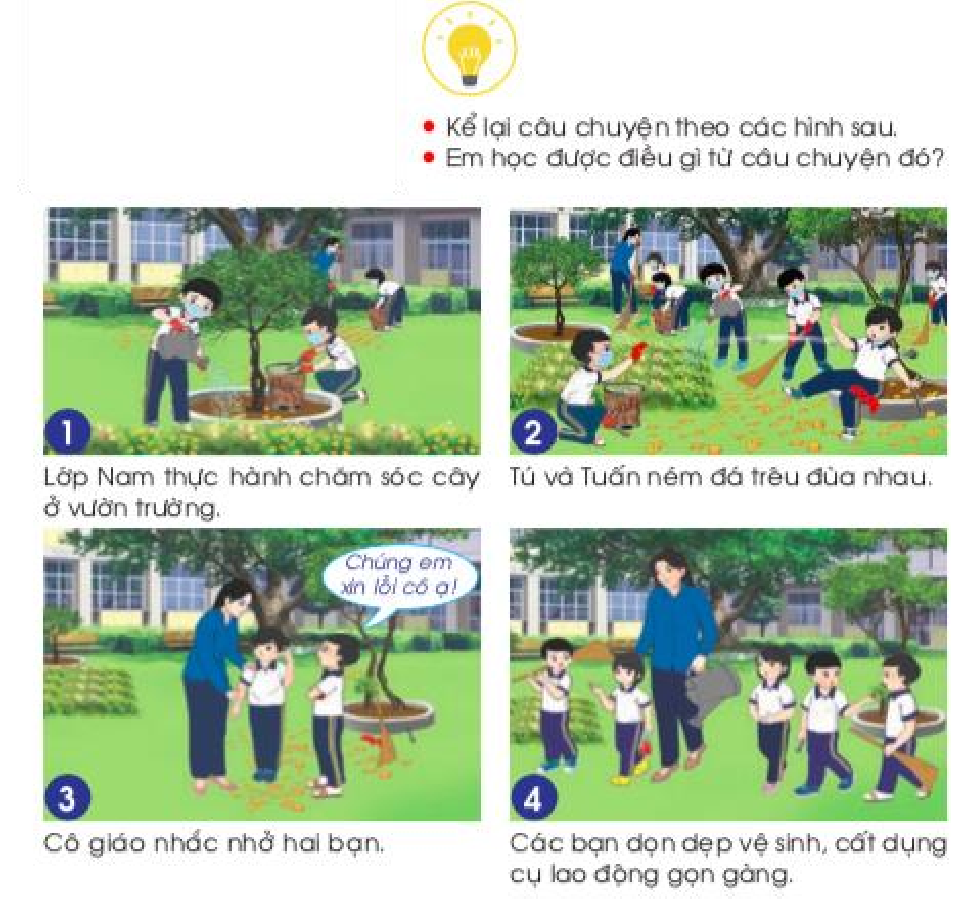 • Kể lại câu chuyện theo các hình sau.
• Em học được điều gì từ câu chuyện đó?
1
2
Lớp Nam thực hành chăm sóc cây
ở vườn trường.
Tú và Tuấn ném đá trêu đùa nhau.
Chúng em
xin lỗi cô ạ!
3
4
Cô giáo nhắc nhở hai bạn.
Các bạn dọn dẹp vệ sinh, cất dụng
cụ lao động gọn gàng.